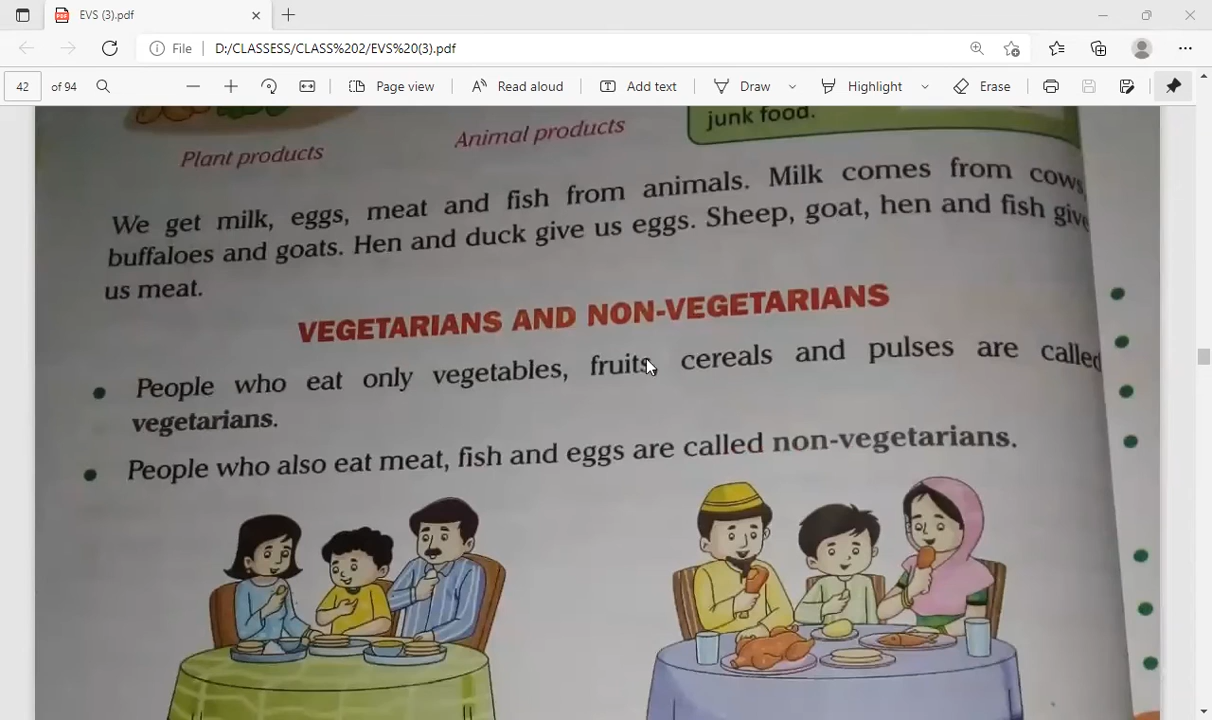 EVS (3).pdf
File
D:/CLASSESS/CLASS%202/EVS%20(3).pdf
42 of 94
Page view
Read aloud
Add text
Draw
Highlight
Erase
junk food.
Plant products
Animal products
We get milk, eggs, meat and fish from animals. Milk comes from cows,
buffaloes and goats. Hen and duck give us eggs. Sheep, goat, hen and fish give
us meat.
VEGETARIANS AND NON-VEGETARIANS
• People who eat only vegetables, fruits, cereals and pulses are called
vegetarians.
• People who also eat meat, fish and eggs are called non-vegetarians.